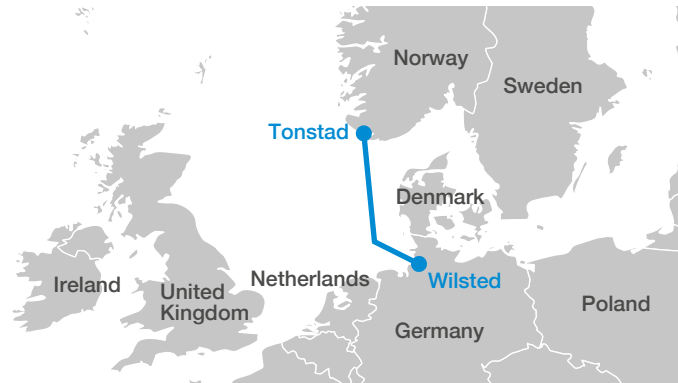 Norway
Sweden
Tonstad
Denmark
Ireland
United
Kingdom
Netherlands
Wilsted
Germany
Poland